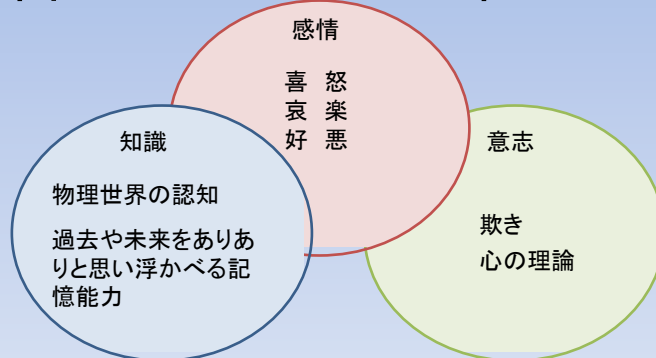 感情
喜 怒
哀 楽
好 悪
知識
物理世界の認知
過去や未来をありあ
りと思い浮かべる記
憶能力
意志
欺き
心の理論